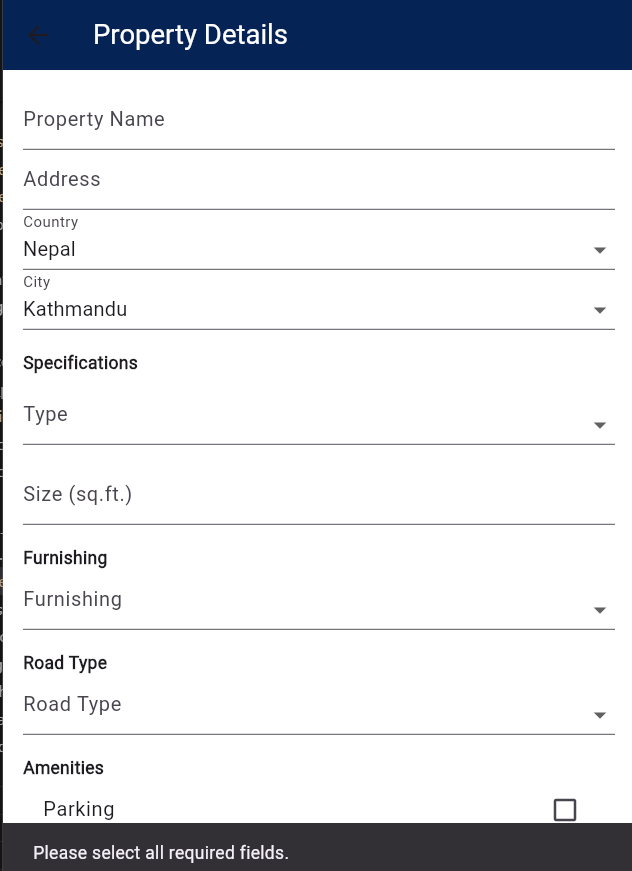 Property Details
Property Name
Address
Country
Nepal
City
Kathmandu
Specifications
Type
Size (sq.ft.)
Furnishing
Furnishing
Road Type
Road Type
Amenities
Parking
Please select all required fields.